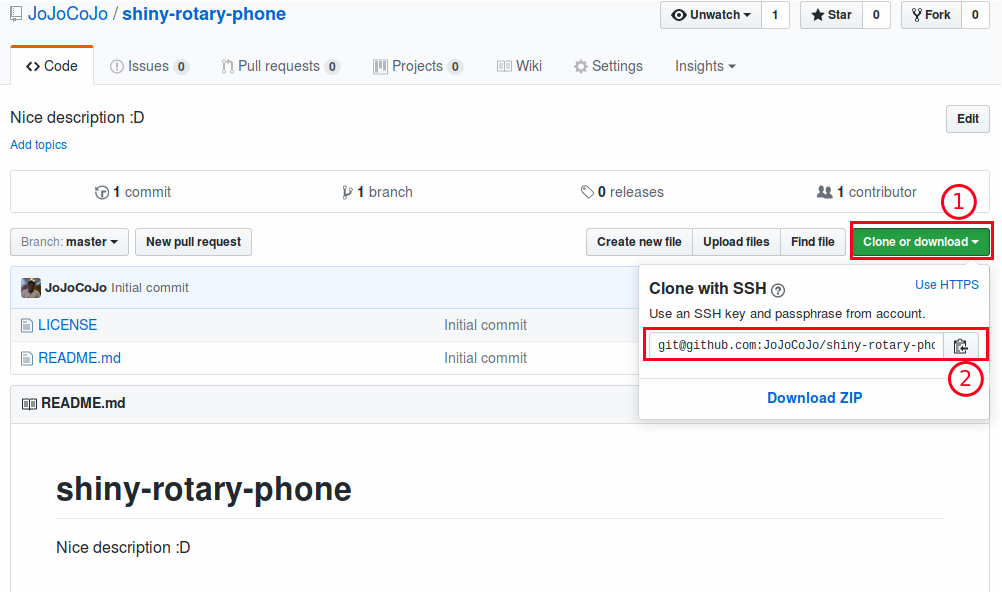 JoJoCoJo / shiny-rotary-phone Unwatch 1 Star 0 Fork 0
Code Issues 0 Pull requests 0 Projects 0 Wiki Settings Insights
Nice description :D Edit
Add topics
1 commit 1 branch 0 releases 1 contributor
1
Branch: master New pull request Create new file Upload files Find file Clone or download
JoJoCoJo Initial commit
LICENSE Initial commit
README.md Initial commit
Clone with SSH ? Use HTTPS
Use an SSH key and passphrase from account.
git@github.com:JoJoCoJo/shiny-rotary-pho
2
Download ZIP
README.md
shiny-rotary-phone
Nice description :D